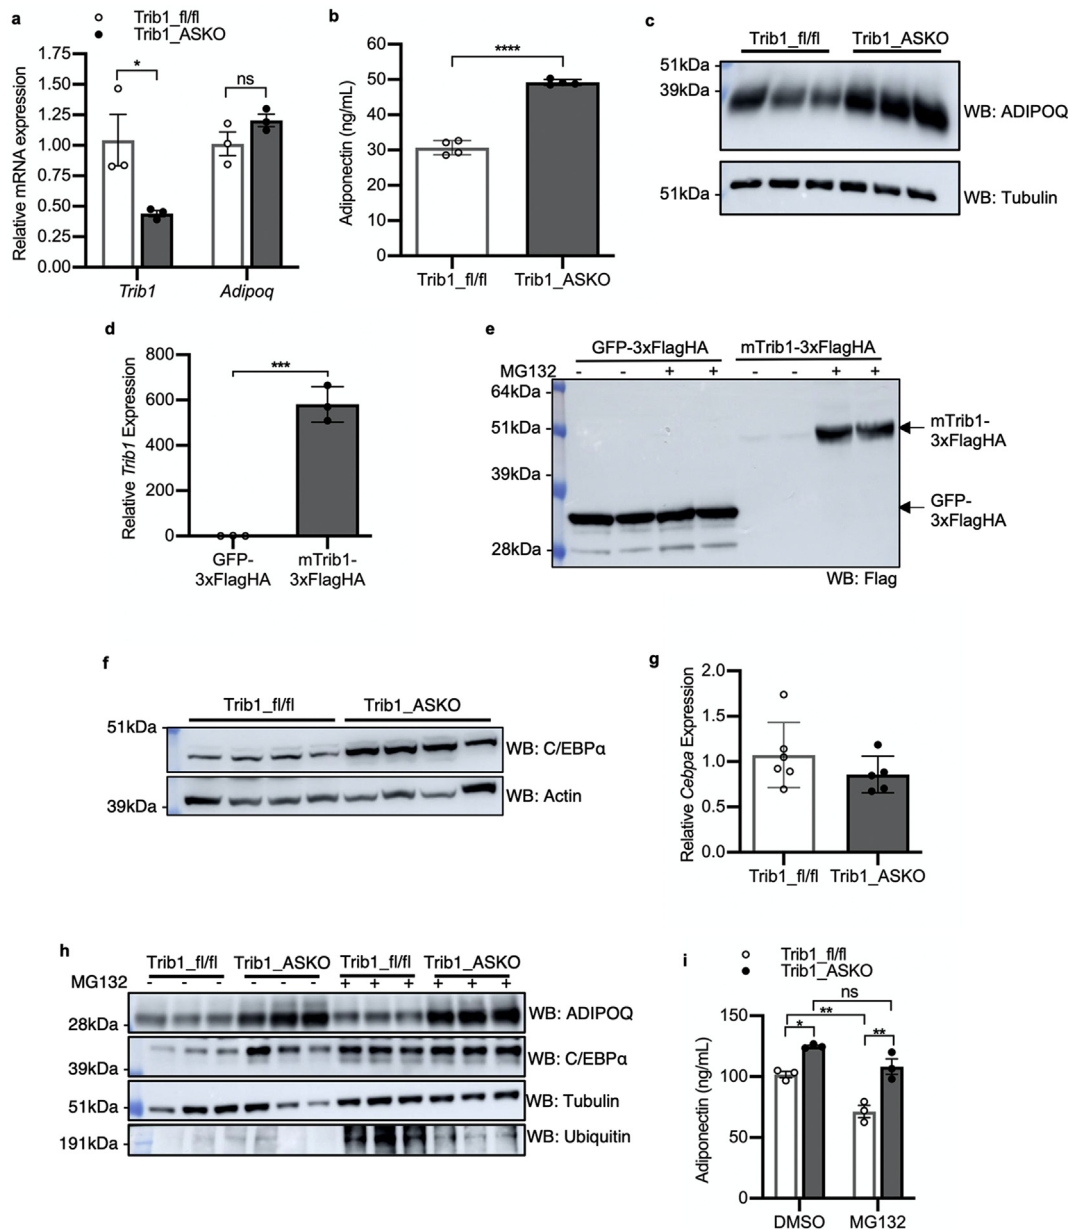 a
Trib1_fl/fl
Trib1_ASKO
Relative mRNA expression
1.75
1.50
1.25
1.00
0.75
0.50
0.25
0.00
*
ns
Trib1
Adipoq
b
Adiponectin (ng/mL)
60
50
40
30
20
10
0
****
Trib1_fl/fl
Trib1_ASKO
c
Trib1_fl/fl
Trib1_ASKO
51kDa
39kDa
WB: ADIPOQ
51kDa
WB: Tubulin
d
Relative Trib1 Expression
800
600
400
200
0
***
GFP-
3xFlagHA
mTrib1-
3xFlagHA
e
GFP-3xFlagHA
mTrib1-3xFlagHA
MG132
- - + + - - + +
64kDa
51kDa
39kDa
28kDa
mTrib1-
3xFlagHA
GFP-
3xFlagHA
WB: Flag
f
Trib1_fl/fl
Trib1_ASKO
51kDa
WB: C/EBPα
39kDa
WB: Actin
g
Relative Cebpa Expression
2.0
1.5
1.0
0.5
0.0
Trib1_fl/fl
Trib1_ASKO
h
Trib1_fl/fl
Trib1_ASKO
Trib1_fl/fl
Trib1_ASKO
MG132
- - - - - - + + + + + +
28kDa
WB: ADIPOQ
39kDa
WB: C/EBPα
51kDa
WB: Tubulin
191kDa
WB: Ubiquitin
i
Trib1_fl/fl
Trib1_ASKO
Adiponectin (ng/mL)
150
100
50
0
ns
**
*
**
DMSO
MG132